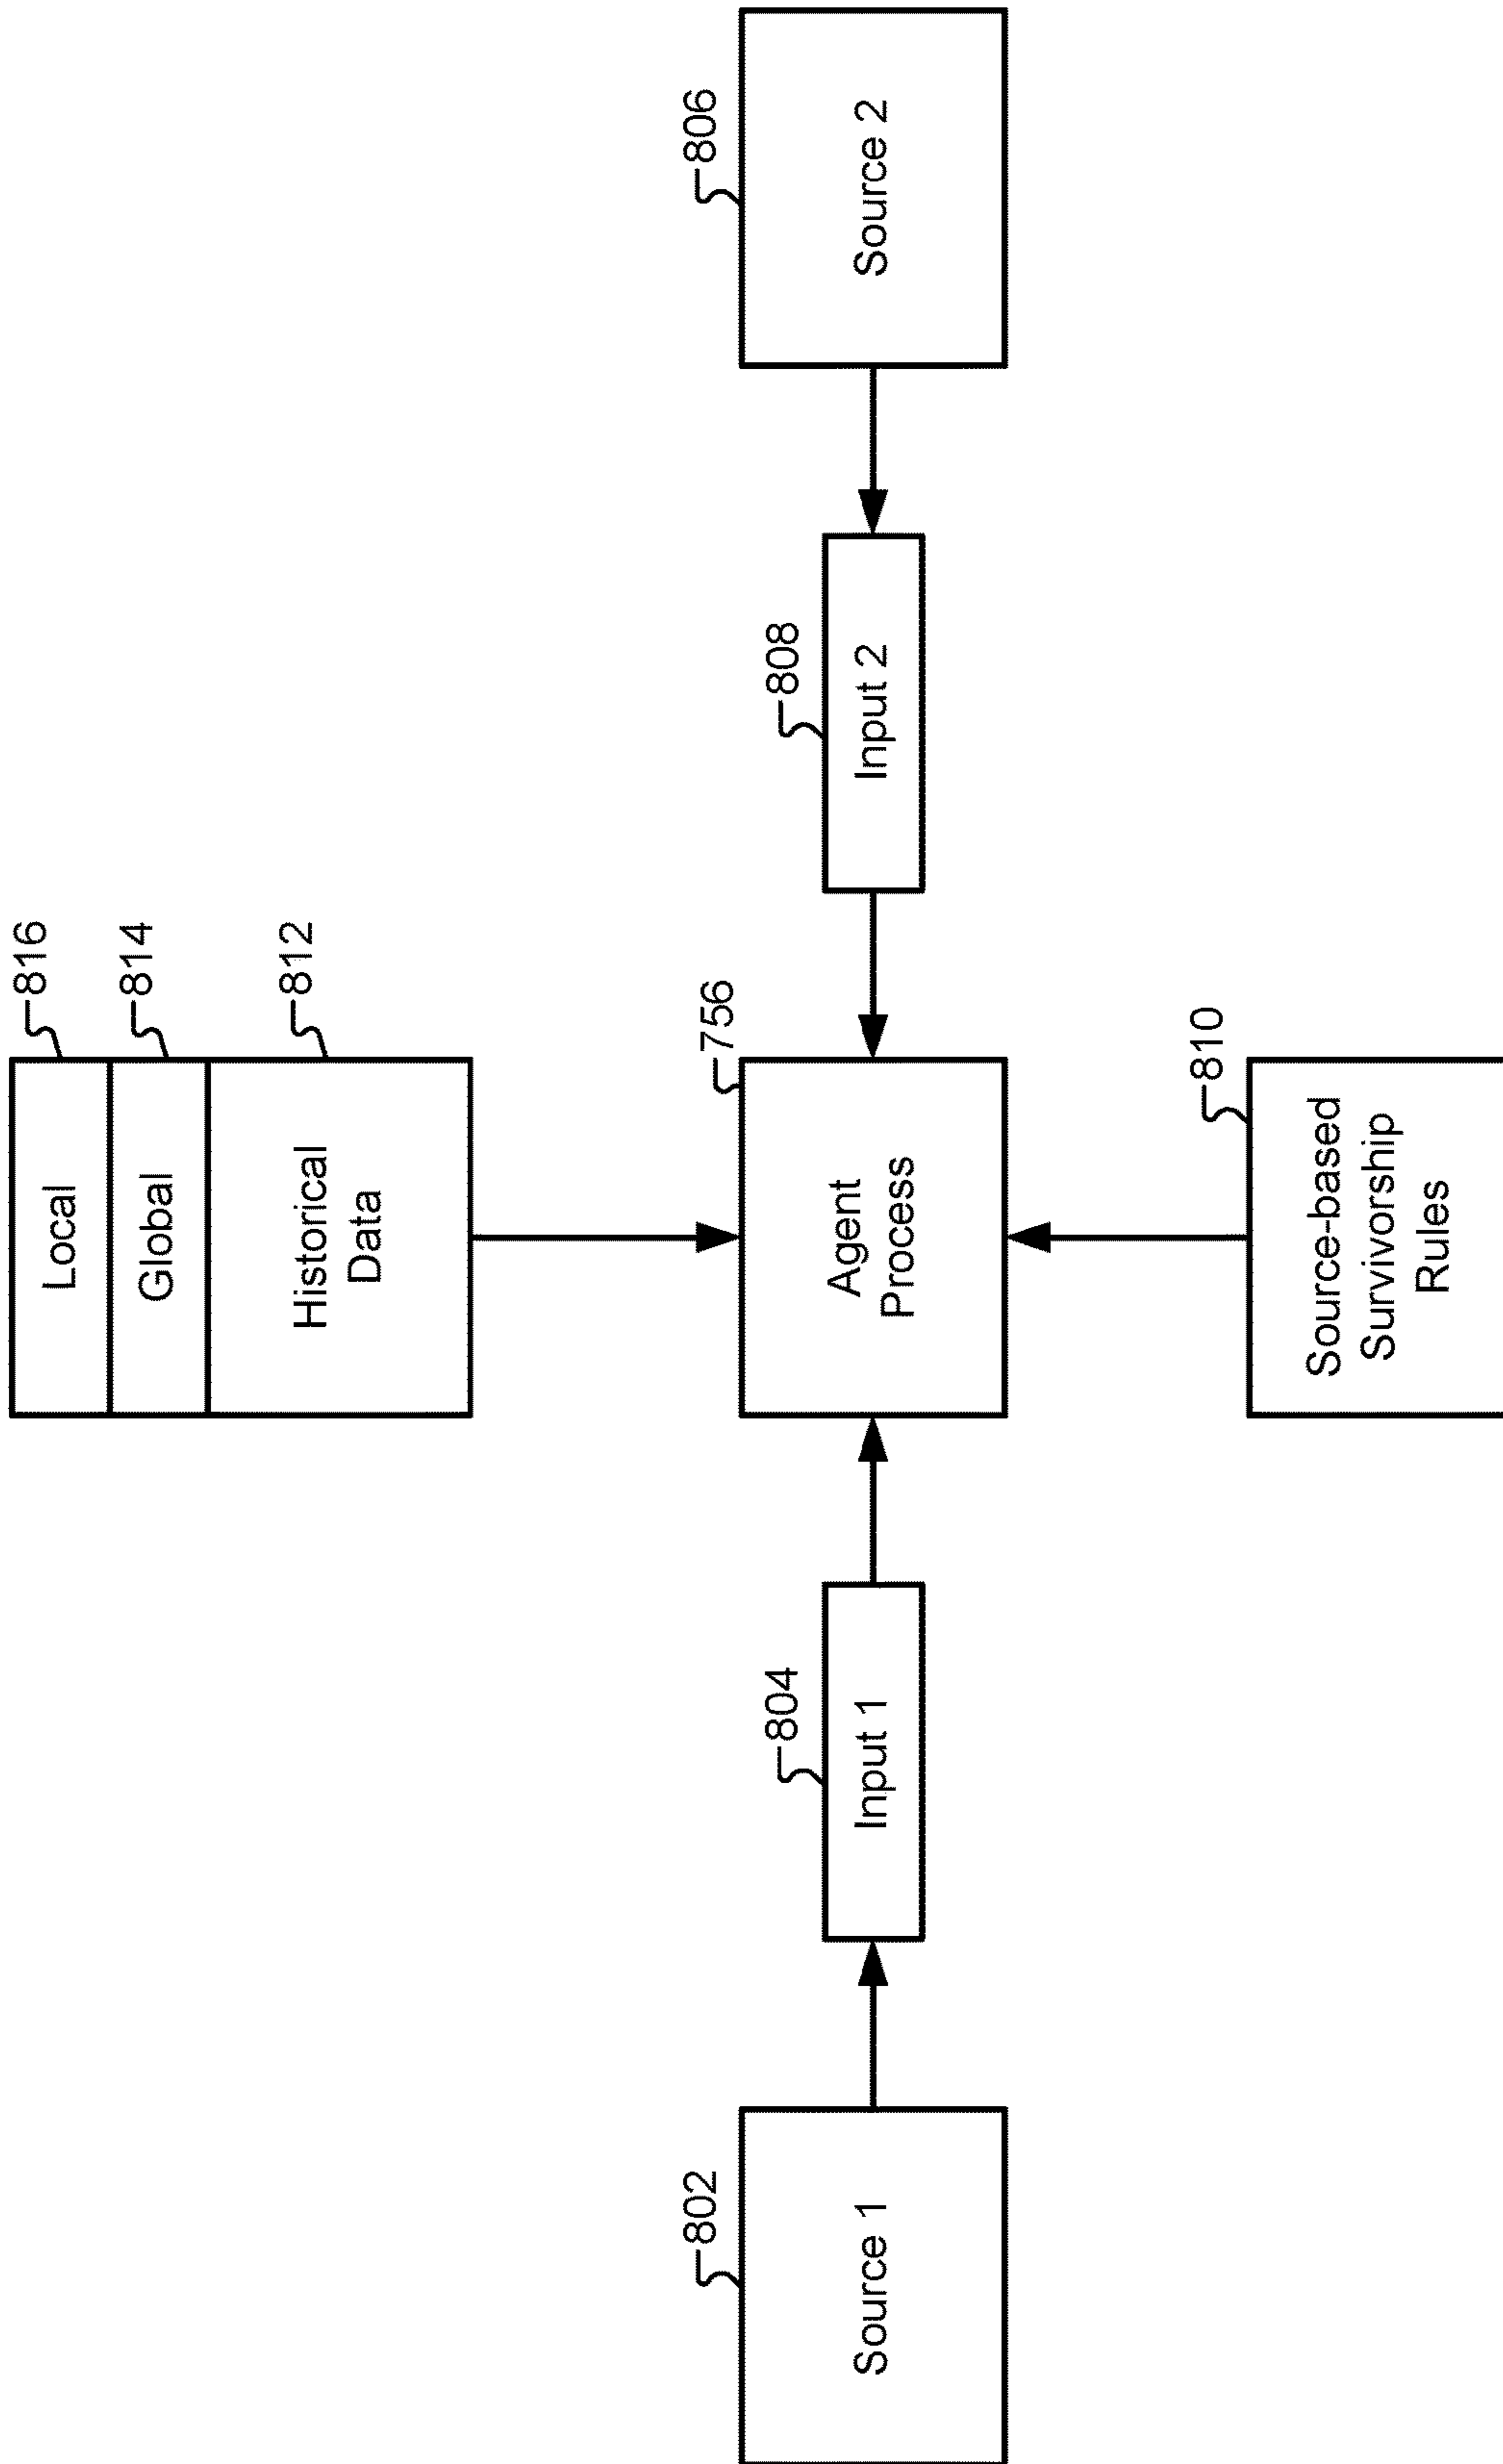 816
Local
814
Global
812
Historical
Data
802
Source 1
804
Input 1
756
Agent
Process
808
Input 2
806
Source 2
810
Source-based
Survivorship
Rules